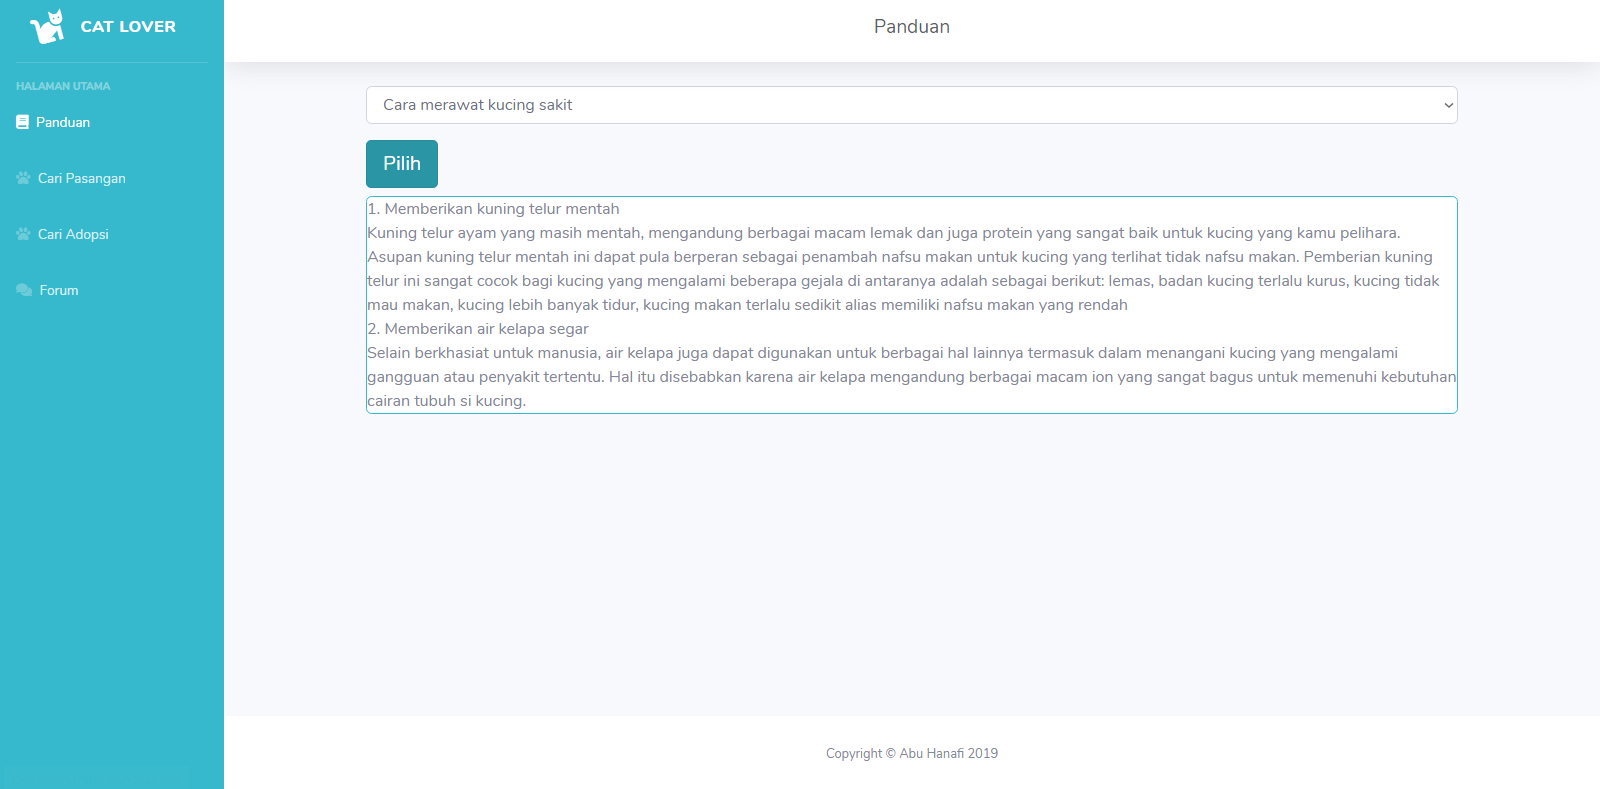 CAT LOVER
HALAMAN UTAMA
Panduan
Cari Pasangan
Cari Adopsi
Forum
Panduan
Cara merawat kucing sakit
Pilih
1. Memberikan kuning telur mentah
Kuning telur ayam yang masih mentah, mengandung berbagai macam lemak dan juga protein yang sangat baik untuk kucing yang kamu pelihara.
Asupan kuning telur mentah ini dapat pula berperan sebagai penambah nafsu makan untuk kucing yang terlihat tidak nafsu makan. Pemberian kuning
telur ini sangat cocok bagi kucing yang mengalami beberapa gejala di antaranya adalah sebagai berikut: lemas, badan kucing terlalu kurus, kucing tidak
mau makan, kucing lebih banyak tidur, kucing makan terlalu sedikit alias memiliki nafsu makan yang rendah
2. Memberikan air kelapa segar
Selain berkhasiat untuk manusia, air kelapa juga dapat digunakan untuk berbagai hal lainnya termasuk dalam menangani kucing yang mengalami
gangguan atau penyakit tertentu. Hal itu disebabkan karena air kelapa mengandung berbagai macam ion yang sangat bagus untuk memenuhi kebutuhan
cairan tubuh si kucing.
Copyright © Abu Hanafi 2019